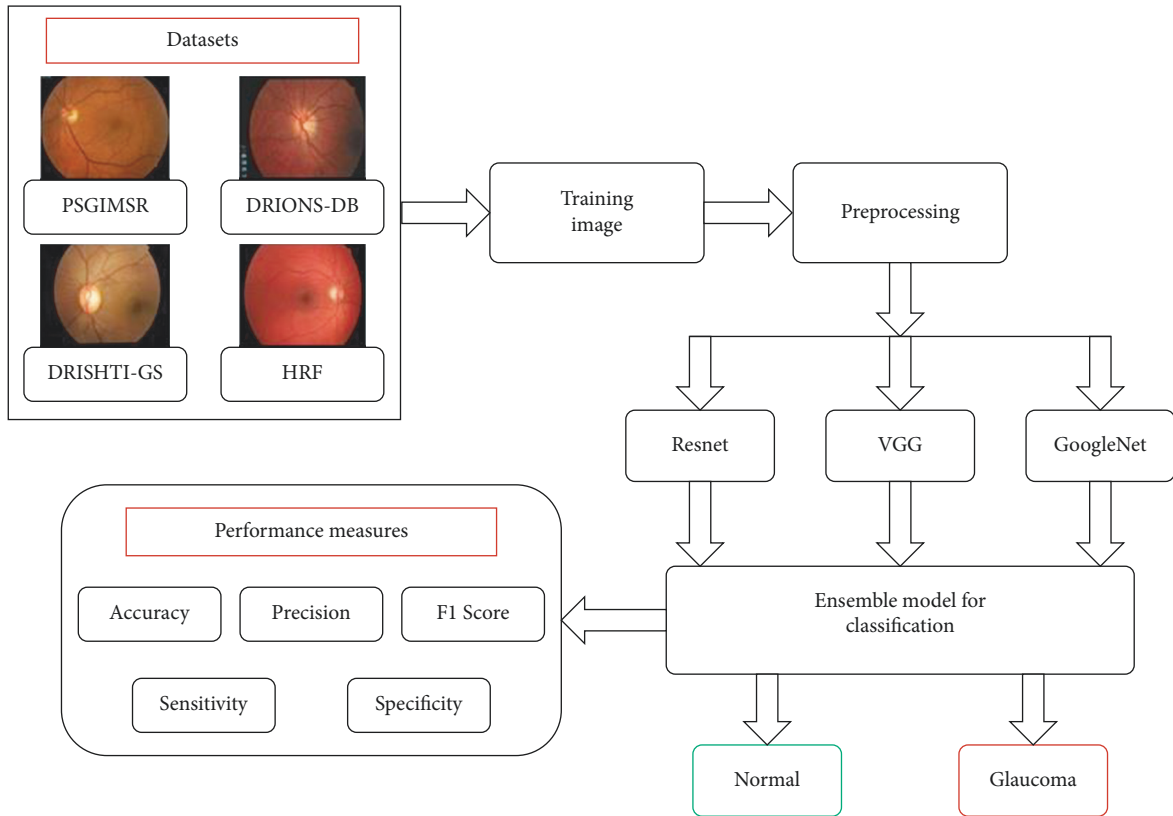 Datasets
PSGIMSR
DRIONS-DB
DRISHTI-GS
HRF
Training
image
Preprocessing
Resnet
VGG
GoogleNet
Ensemble model for
classification
Performance measures
Accuracy
Precision
F1 Score
Sensitivity
Specificity
Normal
Glaucoma